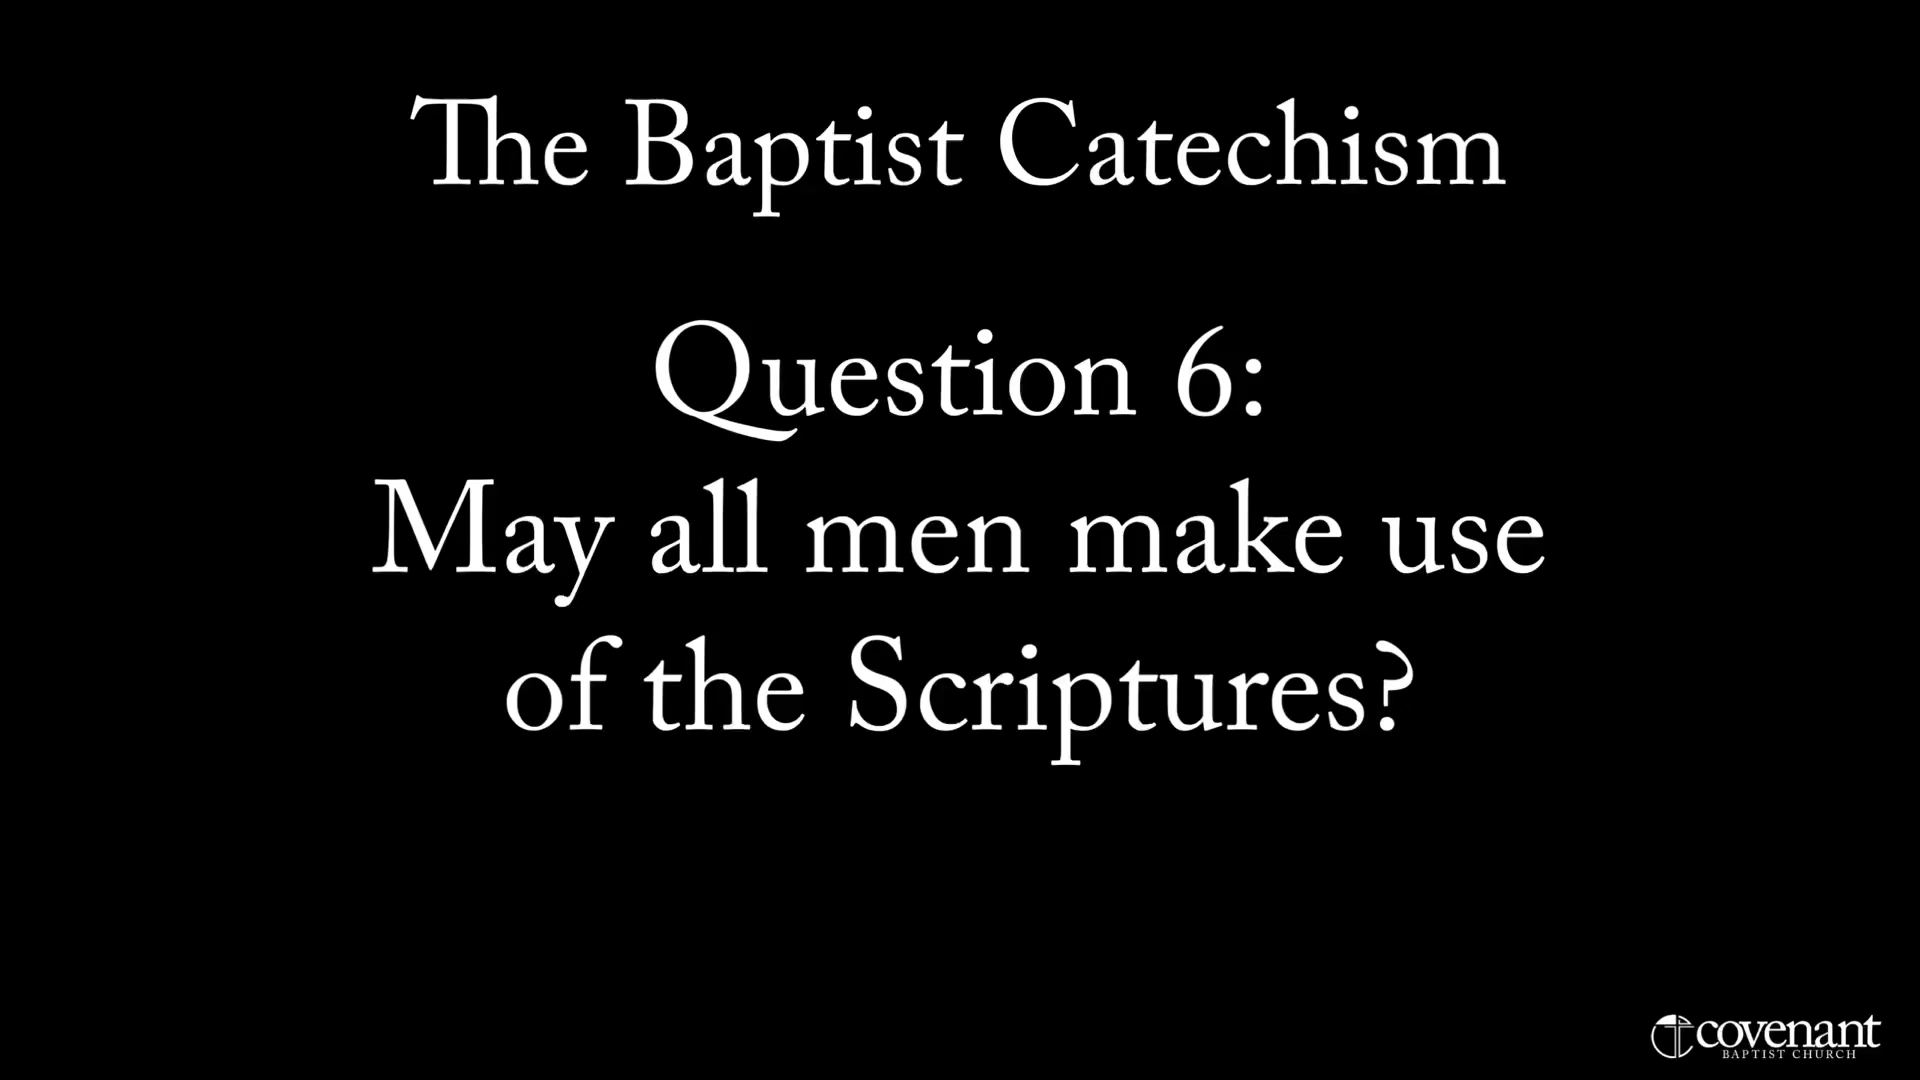 The Baptist Catechism
Question 6:
May all men make use
of the Scriptures?
covenant
BAPTIST CHURCH